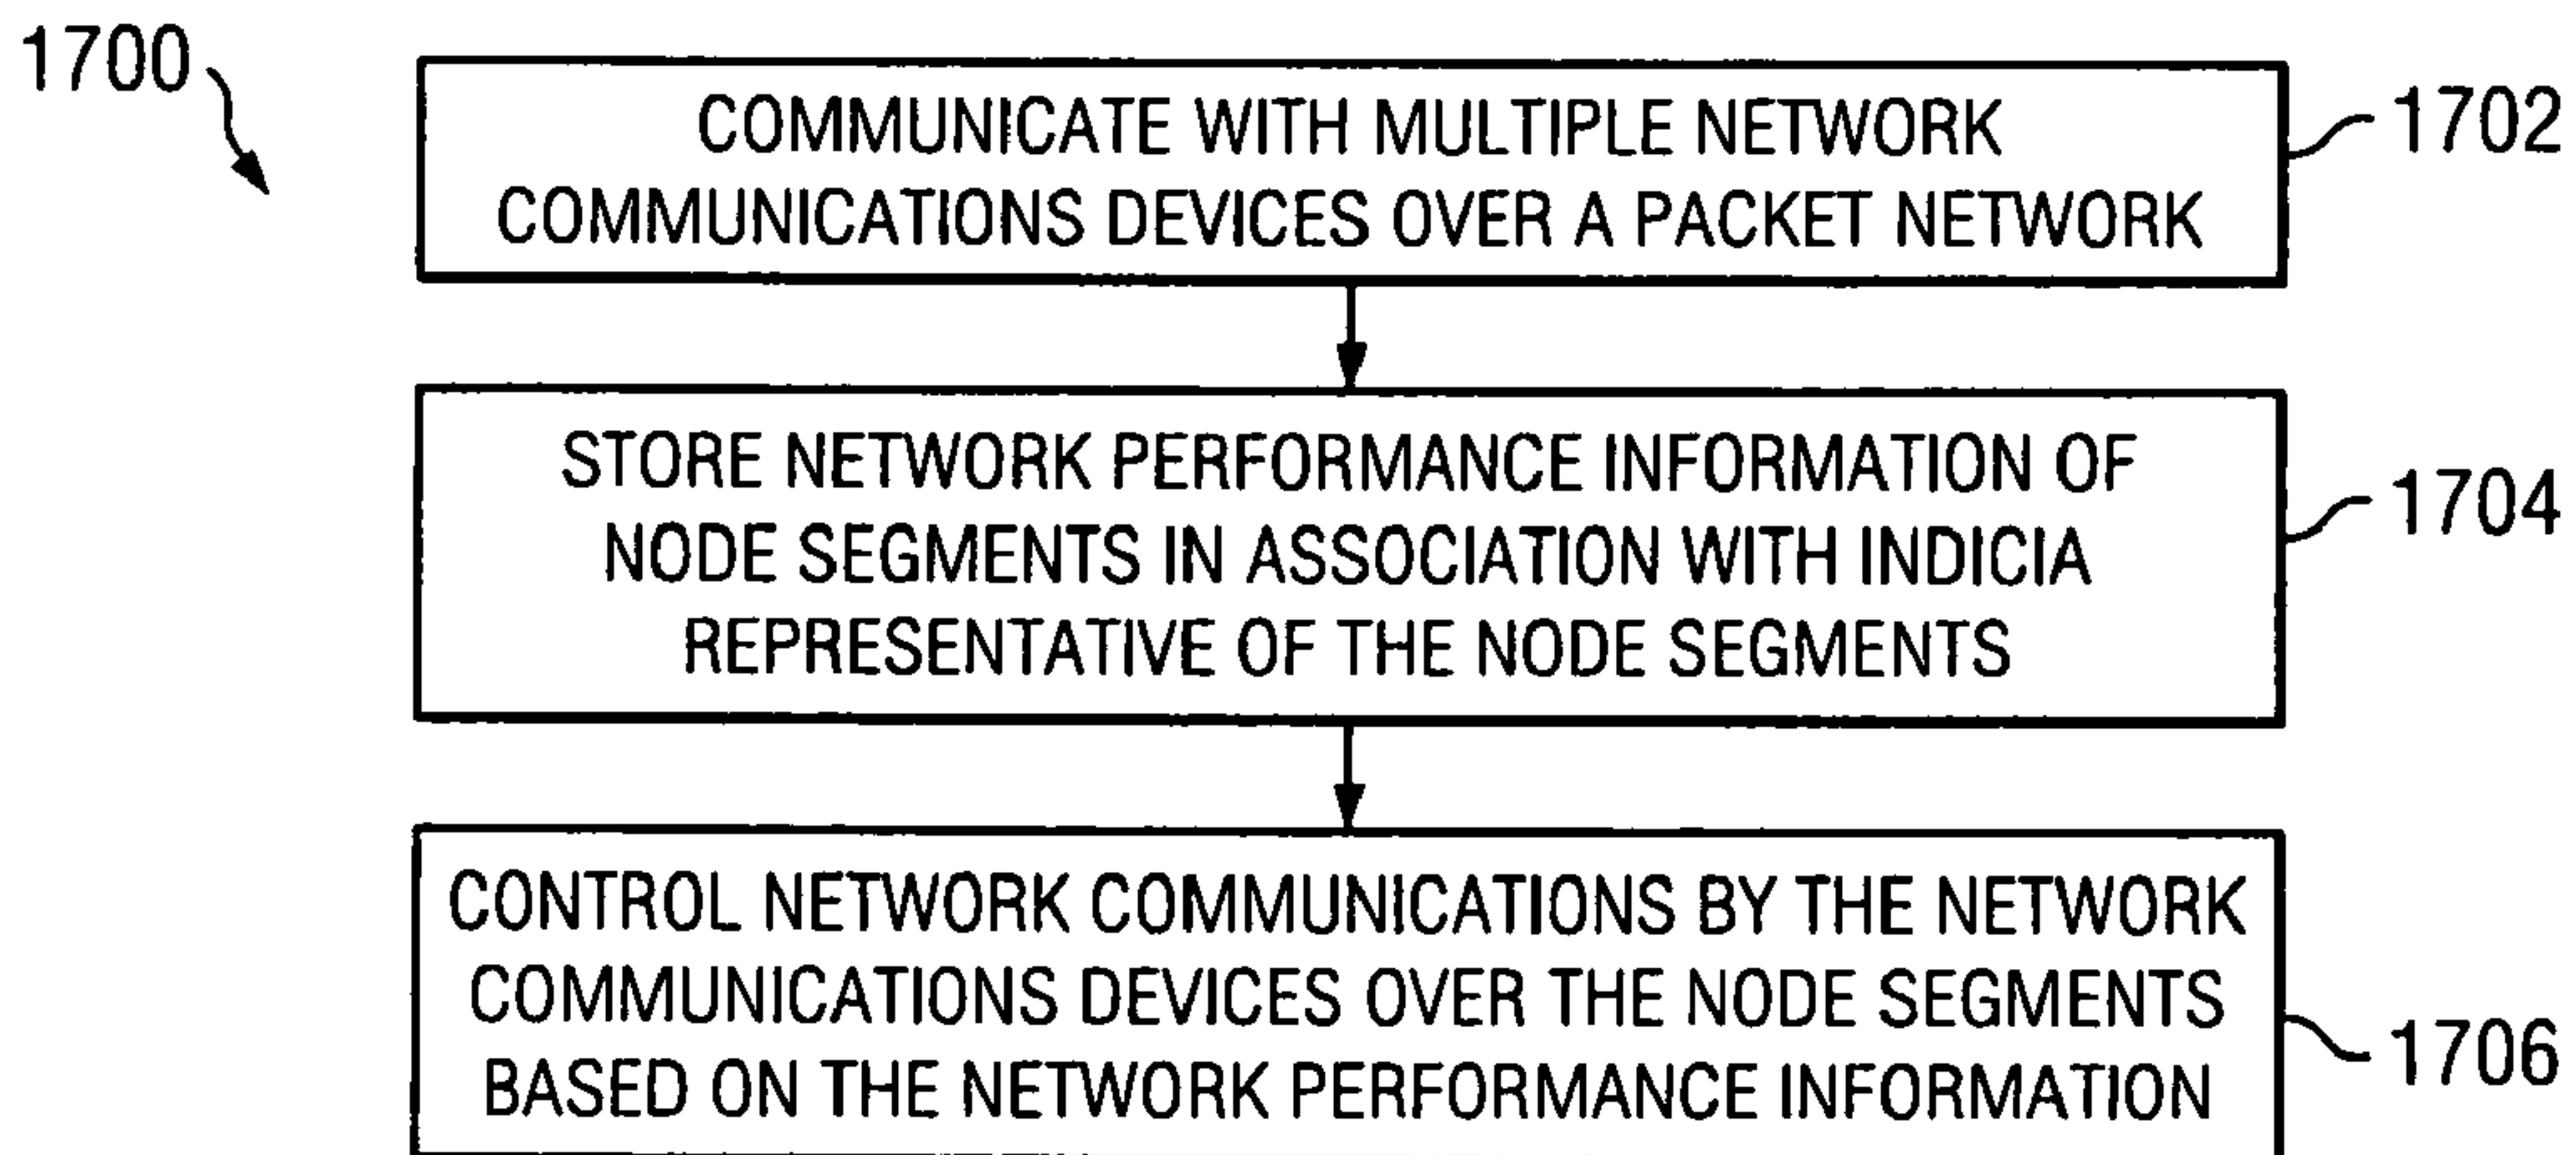 1700
COMMUNICATE WITH MULTIPLE NETWORK
COMMUNICATIONS DEVICES OVER A PACKET NETWORK
1702
STORE NETWORK PERFORMANCE INFORMATION OF
NODE SEGMENTS IN ASSOCIATION WITH INDICIA
REPRESENTATIVE OF THE NODE SEGMENTS
1704
CONTROL NETWORK COMMUNICATIONS BY THE NETWORK
COMMUNICATIONS DEVICES OVER THE NODE SEGMENTS
BASED ON THE NETWORK PERFORMANCE INFORMATION
1706